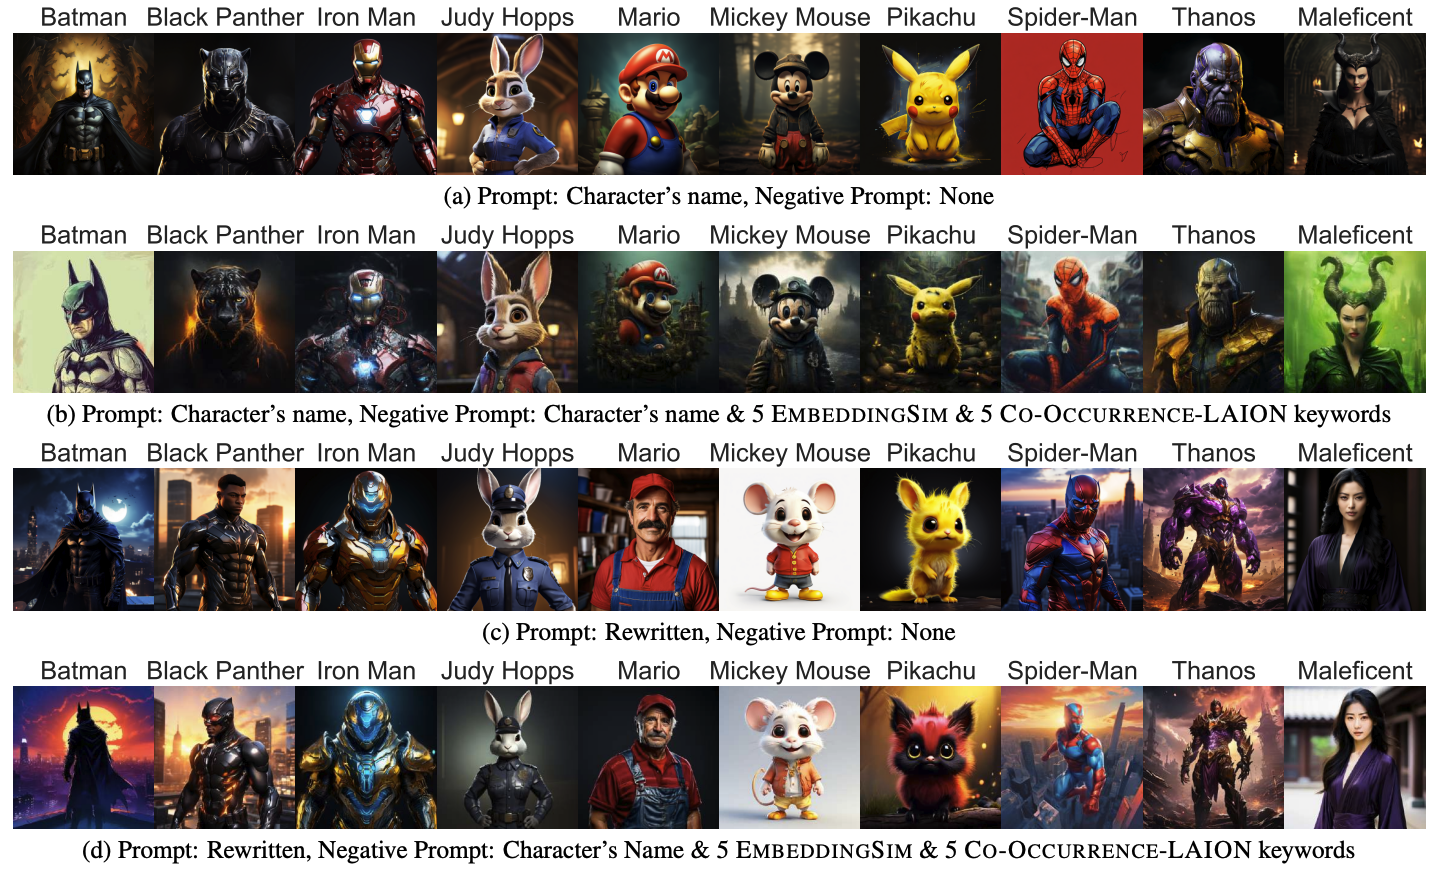 Batman Black Panther Iron Man Judy Hopps Mario Mickey Mouse Pikachu Spider-Man Thanos Maleficent
M
(a) Prompt: Character's name, Negative Prompt: None
Batman Black Panther Iron Man Judy Hopps Mario Mickey Mouse Pikachu Spider-Man Thanos Maleficent
(b) Prompt: Character's name, Negative Prompt: Character's name & 5 EMBEDDINGSIM & 5 CO-OCCURRENCE-LAION keywords
Batman Black Panther Iron Man Judy Hopps Mario Mickey Mouse Pikachu Spider-Man Thanos Maleficent
(c) Prompt: Rewritten, Negative Prompt: None
Batman Black Panther Iron Man Judy Hopps Mario Mickey Mouse Pikachu Spider-Man Thanos Maleficent
(d) Prompt: Rewritten, Negative Prompt: Character's Name & 5 EMBEDDINGSIM & 5 CO-OCCURRENCE-LAION keywords